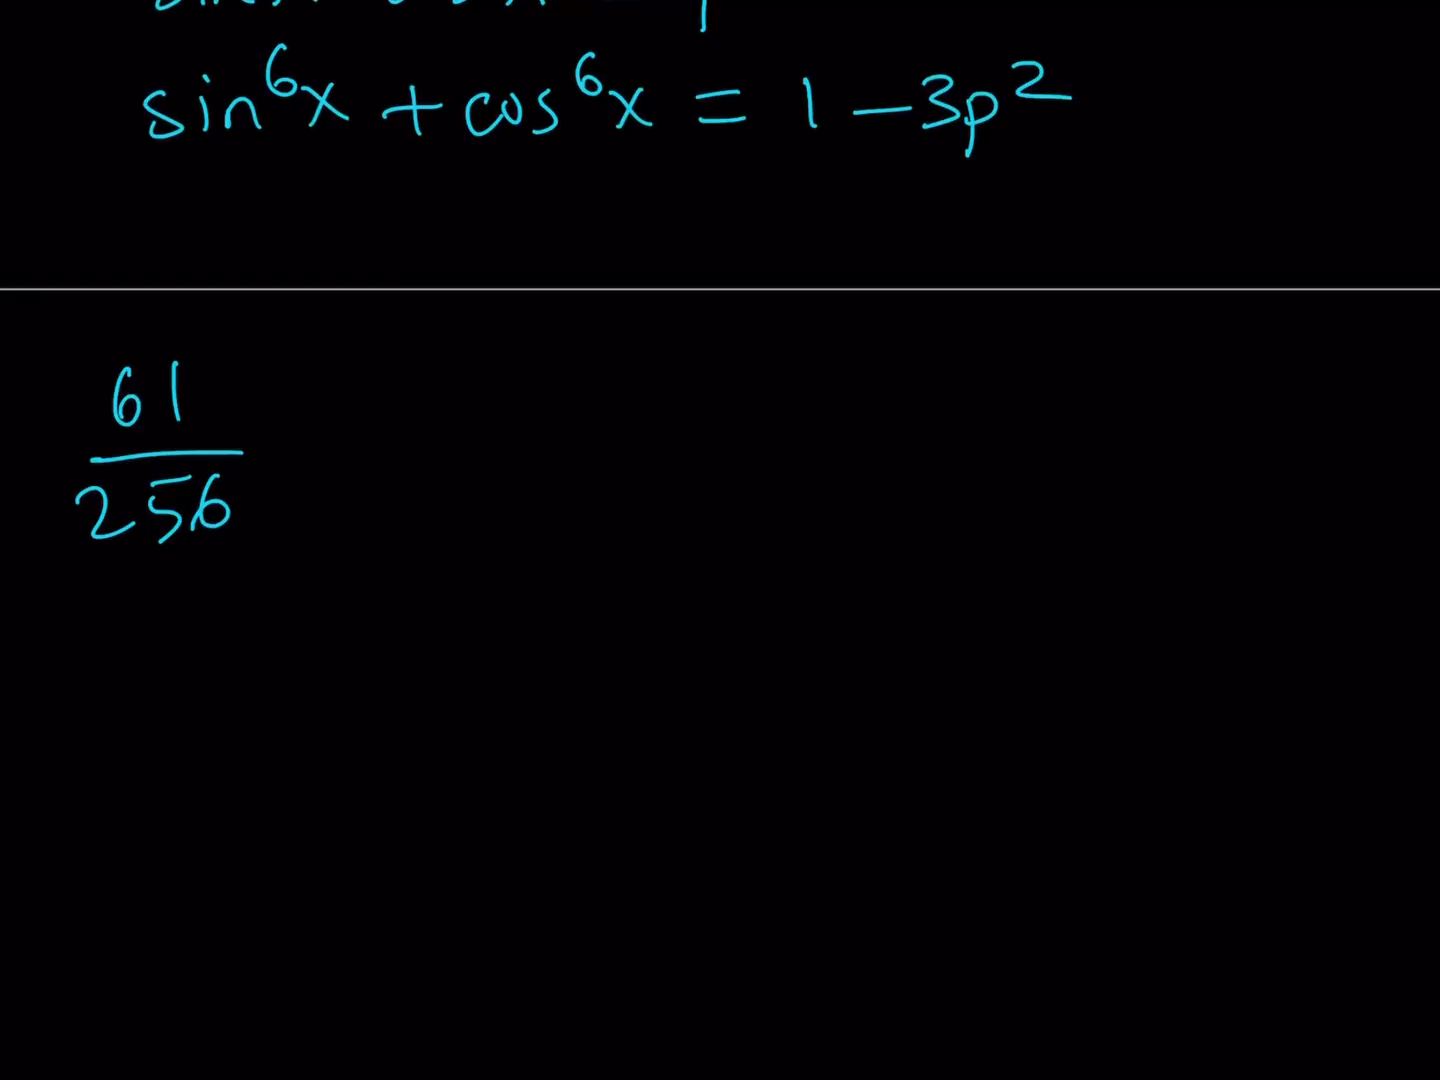 sin⁶x + cos⁶x = 1 - 3p²
61
256